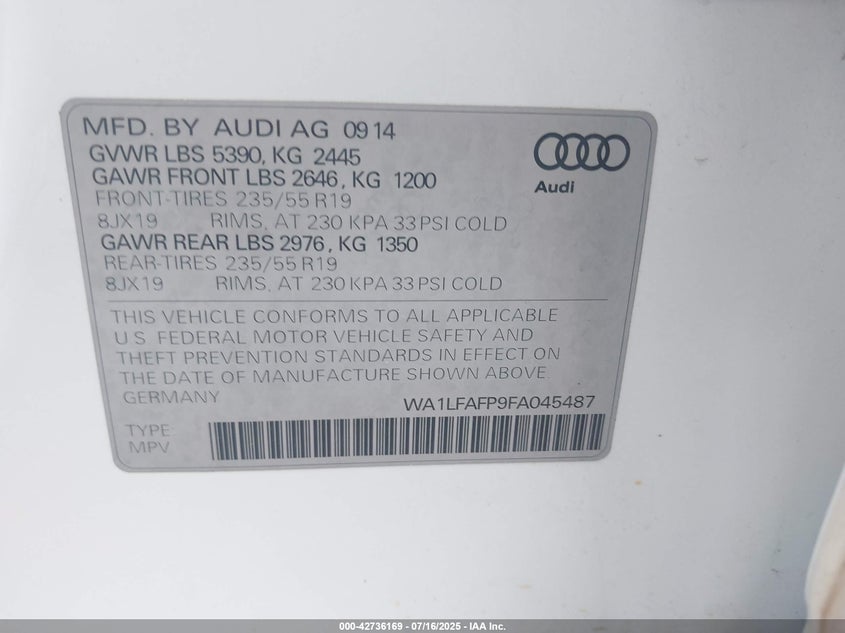 MFD. BY AUDI AG 0914
GVWR LBS 5390, KG 2445
GAWR FRONT LBS 2646, KG 1200
FRONT-TIRES 235/55 R19
8JX19 RIMS, AT 230 KPA 33 PSI COLD
GAWR REAR LBS 2976, KG 1350
REAR-TIRES 235/55 R19
8JX19 RIMS, AT 230 KPA 33 PSI COLD
Audi
THIS VEHICLE CONFORMS TO ALL APPLICABLE
U.S. FEDERAL MOTOR VEHICLE SAFETY AND
THEFT PREVENTION STANDARDS IN EFFECT ON
THE DATE OF MANUFACTURE SHOWN ABOVE.
GERMANY
WA1LFAFP9FA045487
TYPE
MPV
000-42736169 - 07/16/2025 - IAA Inc.